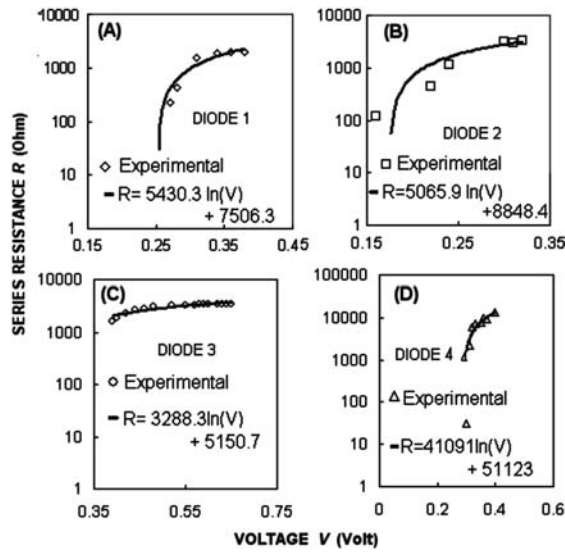 SERIES RESISTANCE R (Ohm)
(A)
10000
1000
100
10
1
0.15
0.25
0.35
0.45
DIODE 1
Experimental
R= 5430.3 ln(V)
+ 7506.3
(B)
10000
1000
100
10
1
0.15
0.25
0.35
DIODE 2
Experimental
R=5065.9 ln(V)
+8848.4
(C)
10000
1000
100
10
1
0.35
0.55
0.75
DIODE 3
Experimental
R= 3288.3ln(V)
+ 5150.7
(D)
100000
10000
1000
100
10
1
0
0.2
0.4
0.6
DIODE 4
Experimental
R=41091ln(V)
+ 51123
VOLTAGE V (Volt)